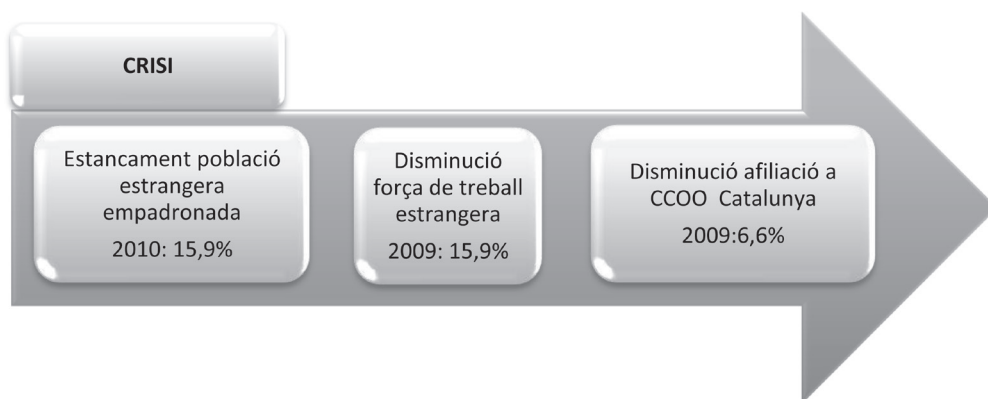 CRISI
Estancament població
estrangera
empadronada
2010: 15,9%
Disminució
força de treball
estrangera
2009: 15,9%
Disminució afiliació a
CCOO Catalunya
2009:6,6%